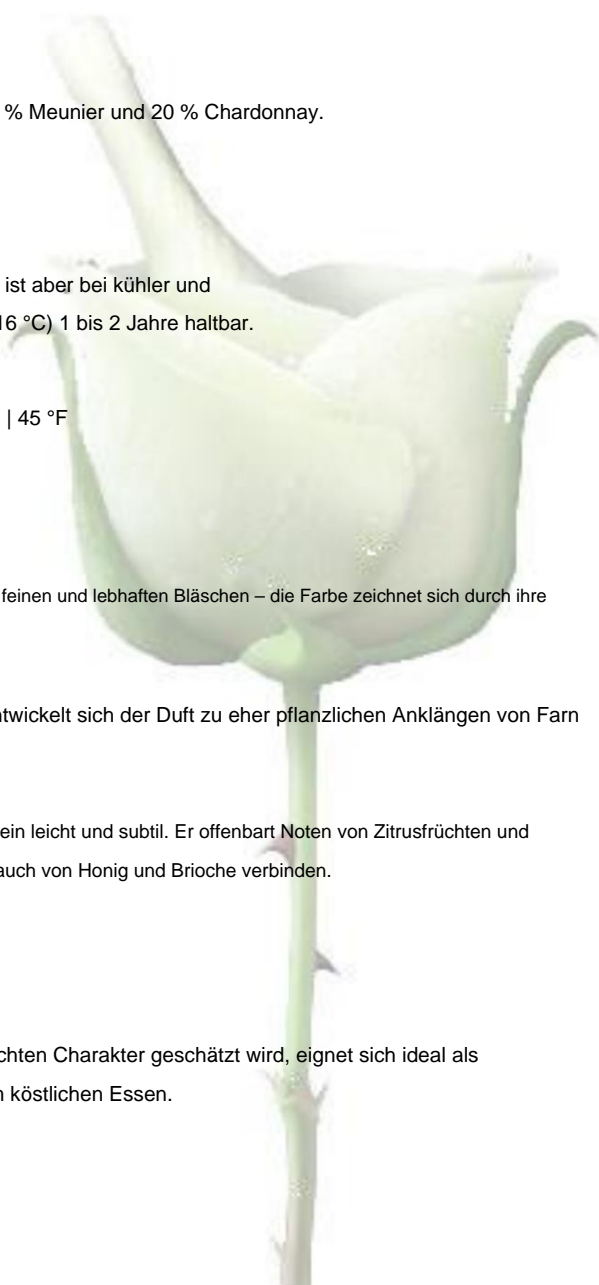 % Meunier und 20 % Chardonnay.
ist aber bei kühler und
16 °C) 1 bis 2 Jahre haltbar.
| 45 °F
feinen und lebhaften Bläschen – die Farbe zeichnet sich durch ihre
ntwickelt sich der Duft zu eher pflanzlichen Anklängen von Farn
ein leicht und subtil. Er offenbart Noten von Zitrusfrüchten und
auch von Honig und Brioche verbinden.
chten Charakter geschätzt wird, eignet sich ideal als
n köstlichen Essen.